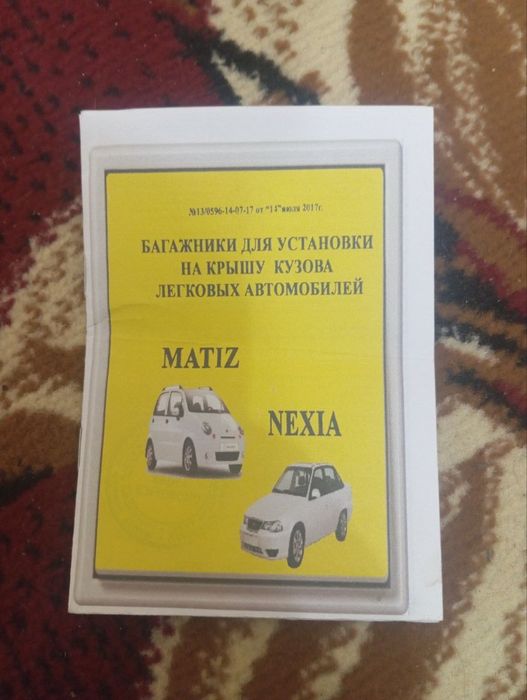 №13/0596-14-07-17 от "14" июля 2017г.
БАГАЖНИКИ ДЛЯ УСТАНОВКИ
НА КРЫШУ КУЗОВА
ЛЕГКОВЫХ АВТОМОБИЛЕЙ
MATIZ
NEXIA